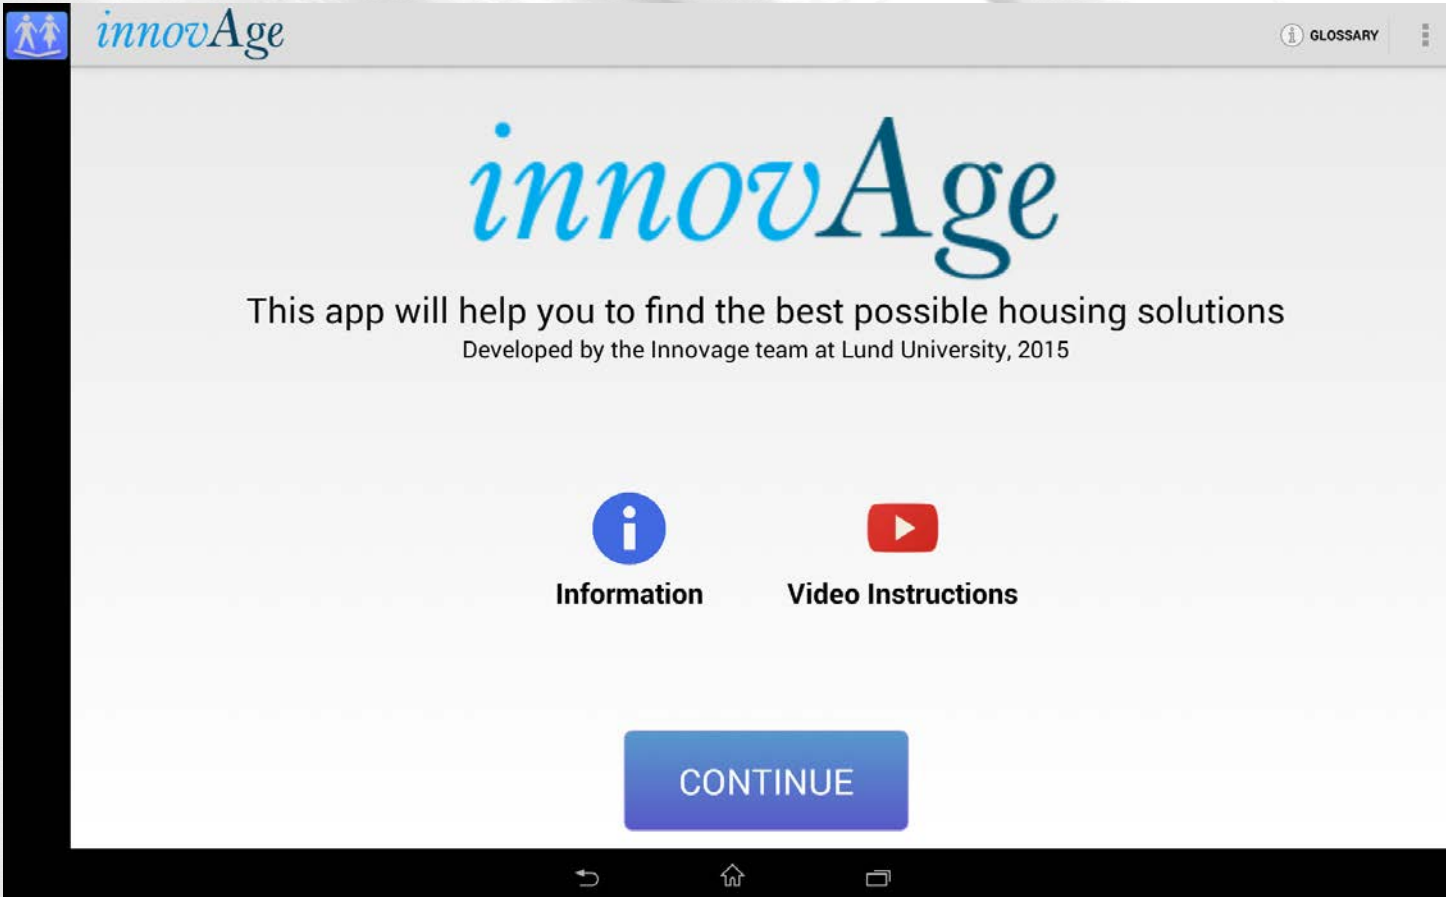 innovAge
GLOSSARY
innovAge
This app will help you to find the best possible housing solutions
Developed by the Innovage team at Lund University, 2015
Information
Video Instructions
CONTINUE